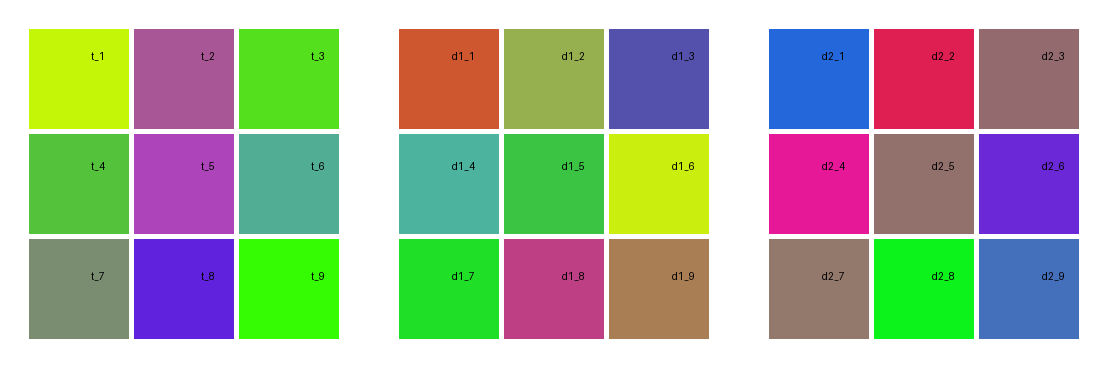 t_1 t_2 t_3 d1_1 d1_2 d1_3 d2_1 d2_2 d2_3
t_4 t_5 t_6 d1_4 d1_5 d1_6 d2_4 d2_5 d2_6
t_7 t_8 t_9 d1_7 d1_8 d1_9 d2_7 d2_8 d2_9